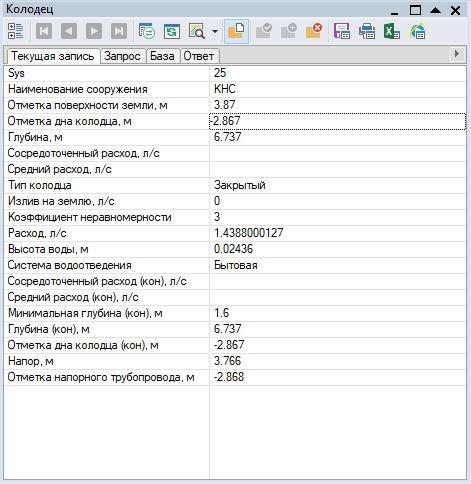 Колодец
Текущая запись Запрос База Ответ
Sys 25
Наименование сооружения КНС
Отметка поверхности земли, м 3.87
Отметка дна колодца, м -2.867
Глубина, м 6.737
Сосредоточенный расход, л/с
Средний расход, л/с
Тип колодца Закрытый
Излив на землю, л/с 0
Коэффициент неравномерности 3
Расход, л/с 1.4388000127
Высота воды, м 0.02436
Система водоотведения Бытовая
Сосредоточенный расход (кон), л/с
Средний расход (кон), л/с
Минимальная глубина (кон), м 1.6
Глубина (кон), м 6.737
Отметка дна колодца (кон), м -2.867
Напор, м 3.766
Отметка напорного трубопровода, м -2.868